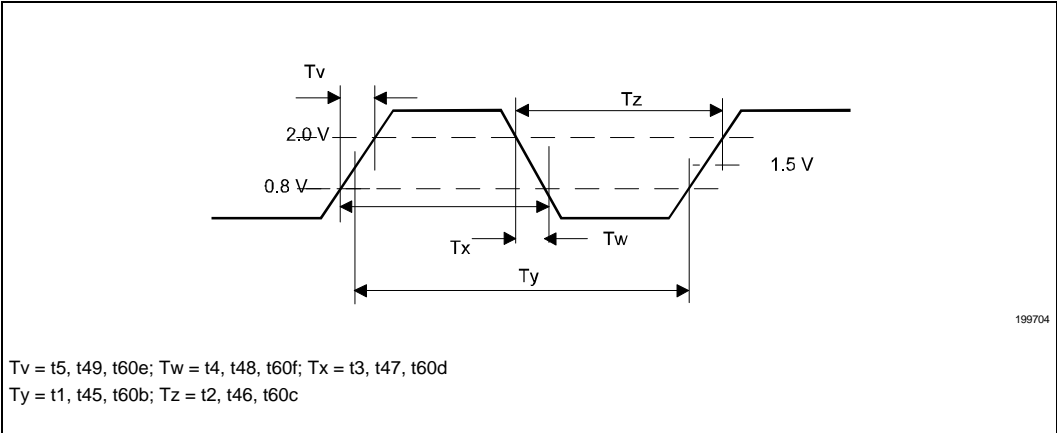 Tv
Tz
2.0 V
1.5 V
0.8 V
Tx
Tw
Ty
199704
Tv = t5, t49, t60e; Tw = t4, t48, t60f; Tx = t3, t47, t60d
Ty = t1, t45, t60b; Tz = t2, t46, t60c